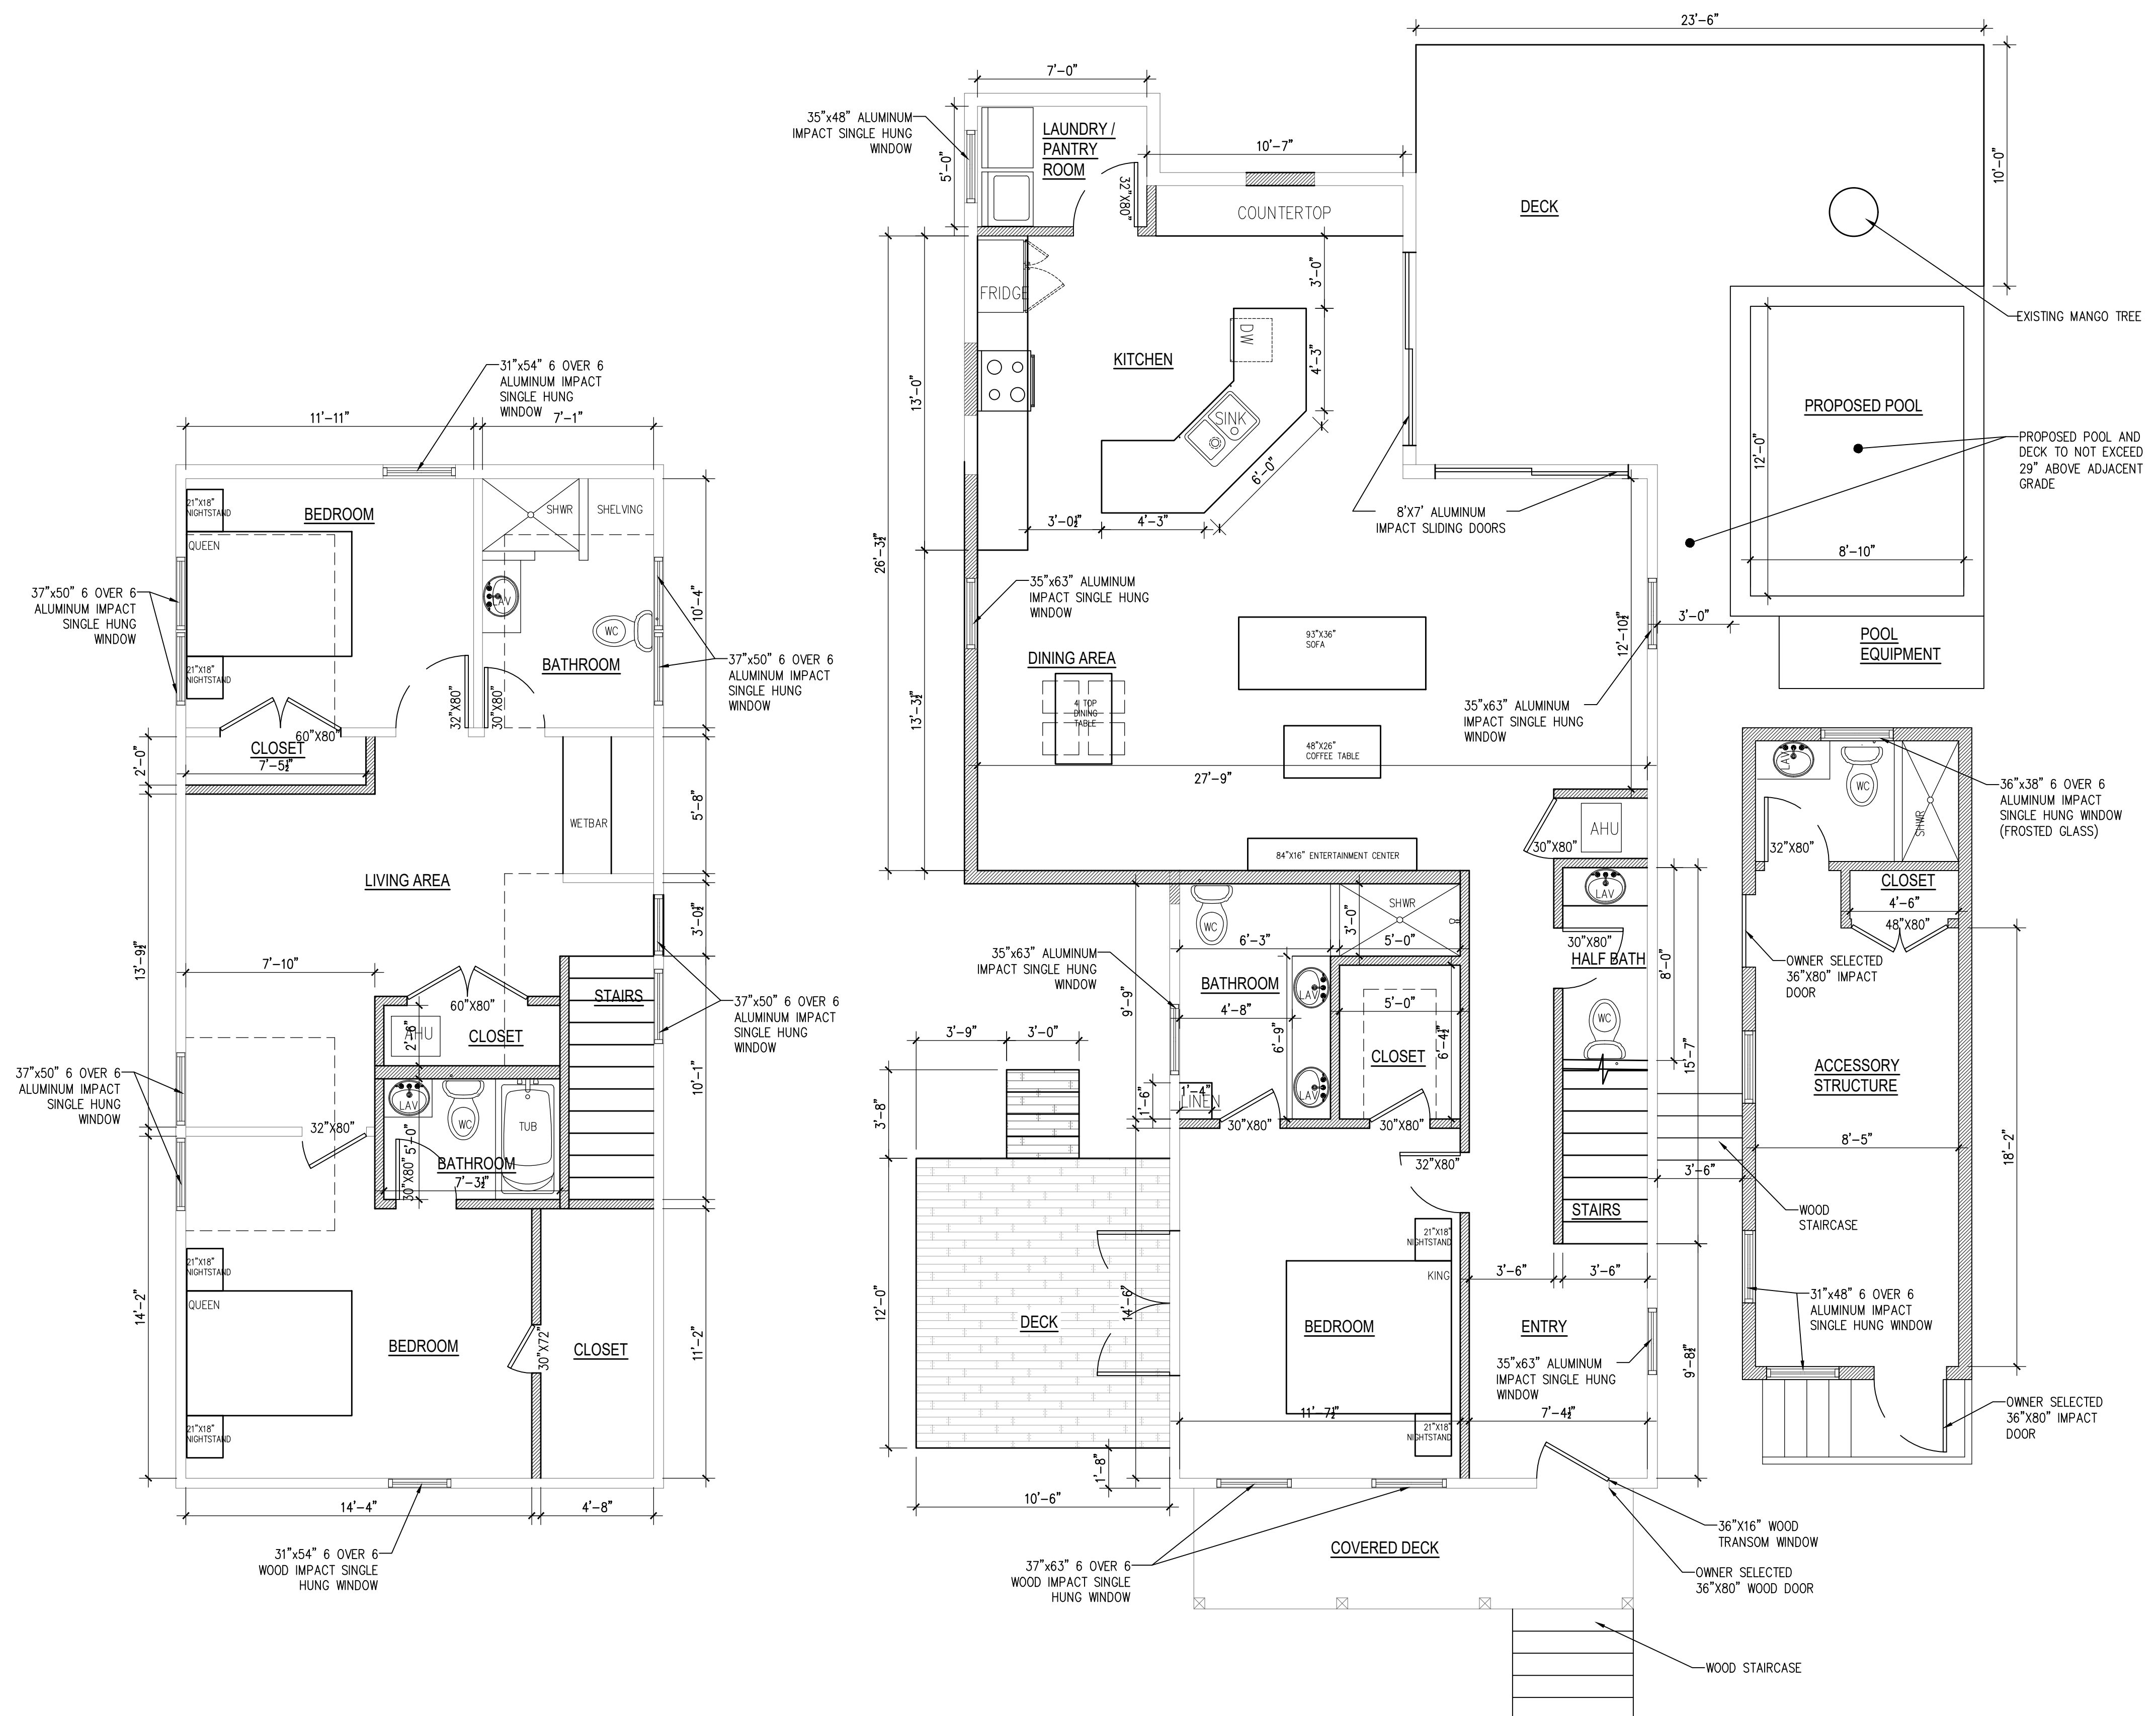 31"x54" 6 OVER 6
ALUMINUM IMPACT
SINGLE HUNG
WINDOW
11'-11"
7'-1"
21"X18"
NIGHTSTAND
BEDROOM
QUEEN
SHWR
SHELVING
LAV
WC
BATHROOM
10'-4"
37"x50" 6 OVER 6
ALUMINUM IMPACT
SINGLE HUNG
WINDOW
21"X18"
NIGHTSTAND
37"x50" 6 OVER 6
ALUMINUM IMPACT
SINGLE HUNG
WINDOW
32"X80"
30"X80"
60"X80"
CLOSET
7'-5½"
2'-0"
5'-8"
WETBAR
LIVING AREA
13'-9½"
3'-0½"
7'-10"
60"X80"
STAIRS
AHU
2'-6"
CLOSET
37"x50" 6 OVER 6
ALUMINUM IMPACT
SINGLE HUNG
WINDOW
37"x50" 6 OVER 6
ALUMINUM IMPACT
SINGLE HUNG
WINDOW
10'-1"
LAV
WC
TUB
32"X80"
5'-0"
30"X80"
BATHROOM
7'-3½"
21"X18"
NIGHTSTAND
QUEEN
14'-2"
BEDROOM
30"X72"
CLOSET
11'-2"
21"X18"
NIGHTSTAND
14'-4"
4'-8"
31"x54" 6 OVER 6
WOOD IMPACT SINGLE
HUNG WINDOW
23'-6"
7'-0"
35"x48" ALUMINUM
IMPACT SINGLE HUNG
WINDOW
5'-0"
LAUNDRY /
PANTRY
ROOM
32"X80"
10'-7"
COUNTERTOP
DECK
10'-0"
EXISTING MANGO TREE
FRIDGE
3'-0"
DW
4'-3"
KITCHEN
13'-0"
SINK
6'-0"
3'-0½"
4'-3"
26'-3½"
8'X7' ALUMINUM
IMPACT SLIDING DOORS
PROPOSED POOL
12'-0"
8'-10"
PROPOSED POOL AND
DECK TO NOT EXCEED
29" ABOVE ADJACENT
GRADE
35"x63" ALUMINUM
IMPACT SINGLE HUNG
WINDOW
12'-10½"
3'-0"
POOL
EQUIPMENT
93"X36"
SOFA
DINING AREA
4 TOP
DINING
TABLE
13'-3½"
35"x63" ALUMINUM
IMPACT SINGLE HUNG
WINDOW
48"X26"
COFFEE TABLE
27'-9"
84"X16" ENTERTAINMENT CENTER
AHU
30"X80"
LAV
30"X80"
HALF BATH
8'-0"
WC
15'-7"
WC
SHWR
3'-0"
6'-3"
5'-0"
35"x63" ALUMINUM
IMPACT SINGLE HUNG
WINDOW
BATHROOM
LAV
5'-0"
4'-8"
9'-9"
6'-9"
6'-4½"
CLOSET
LAV
1'-4"
LINEN
1'-6"
30"X80"
30"X80"
32"X80"
3'-9"
3'-0"
3'-8"
12'-0"
DECK
14'-6"
1'-8"
10'-6"
21"X18"
NIGHTSTAND
KING
BEDROOM
21"X18"
NIGHTSTAND
11'-7½"
7'-4½"
STAIRS
3'-6"
3'-6"
ENTRY
35"x63" ALUMINUM
IMPACT SINGLE HUNG
WINDOW
9'-8½"
3'-6"
37"x63" 6 OVER 6
WOOD IMPACT SINGLE
HUNG WINDOW
COVERED DECK
36"X16" WOOD
TRANSOM WINDOW
OWNER SELECTED
36"X80" WOOD DOOR
WOOD STAIRCASE
LAV
WC
SHWR
32"X80"
36"x38" 6 OVER 6
ALUMINUM IMPACT
SINGLE HUNG WINDOW
(FROSTED GLASS)
CLOSET
4'-6"
48"X80"
OWNER SELECTED
36"X80" IMPACT
DOOR
ACCESSORY
STRUCTURE
8'-5"
18'-2"
WOOD
STAIRCASE
31"x48" 6 OVER 6
ALUMINUM IMPACT
SINGLE HUNG WINDOW
OWNER SELECTED
36"X80" IMPACT
DOOR